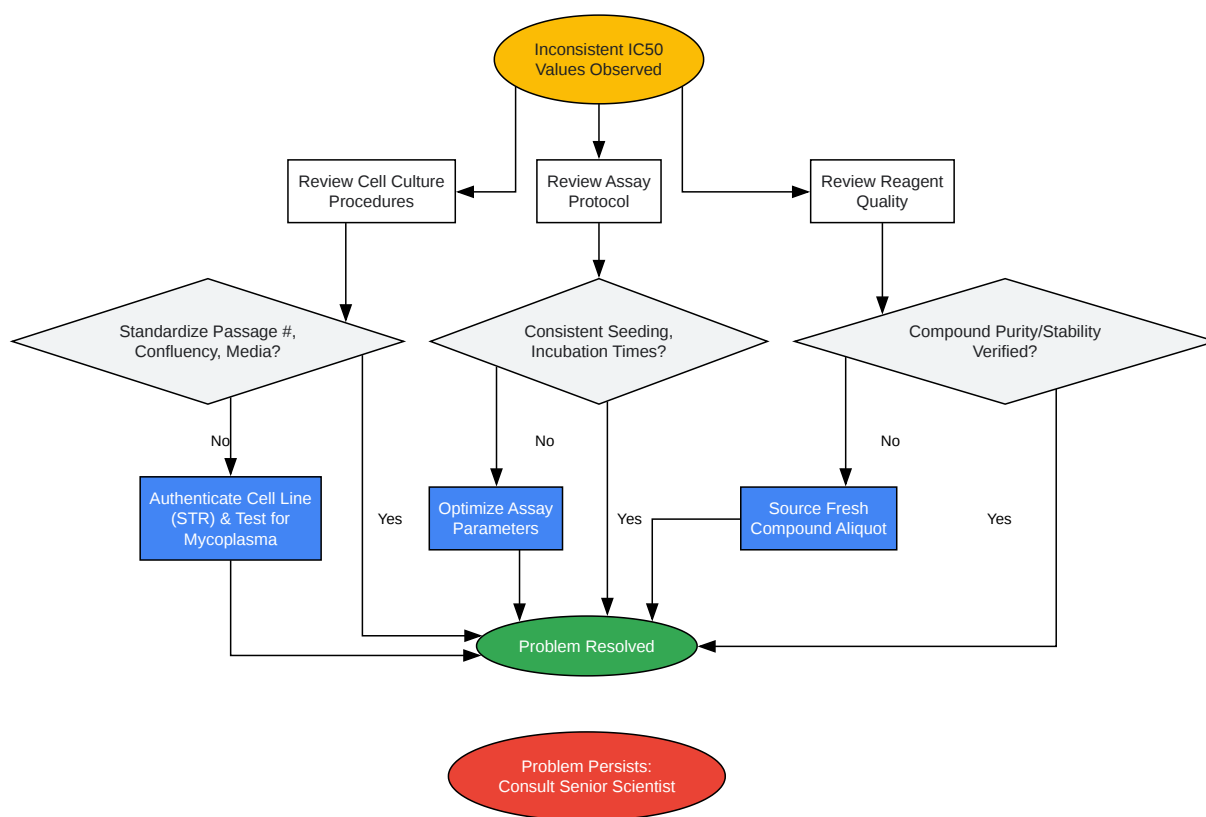 Inconsistent IC50
Values Observed
Review Cell Culture
Procedures
Review Assay
Protocol
Review Reagent
Quality
Standardize Passage #,
Confluency, Media?
Consistent Seeding,
Incubation Times?
Compound Purity/Stability
Verified?
No
No
No
Authenticate Cell Line
(STR) & Test for
Mycoplasma
Yes
Optimize Assay
Parameters
Yes
Source Fresh
Compound Aliquot
Yes
Problem Resolved
Problem Persists:
Consult Senior Scientist